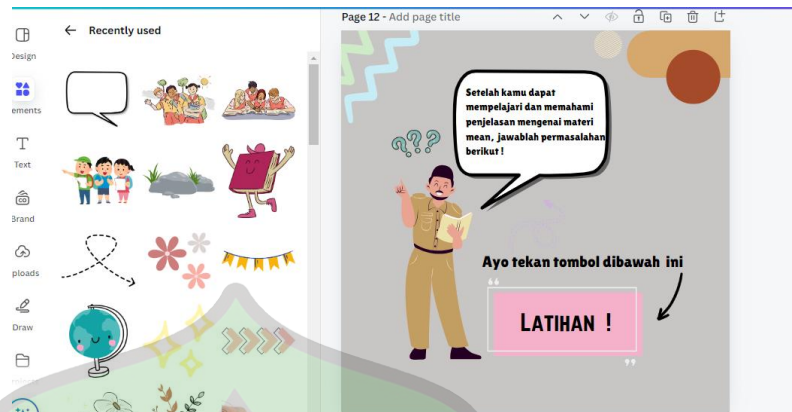 Recently used
Design
ements
Text
Brand
ploads
Draw
Page 12 - Add page title
Setelah kamu dapat
mempelajari dan memahami
penjelasan mengenai materi
mean, jawablah permasalahan
berikut !
? ? ?
Ayo tekan tombol dibawah ini
“
LATIHAN !
”